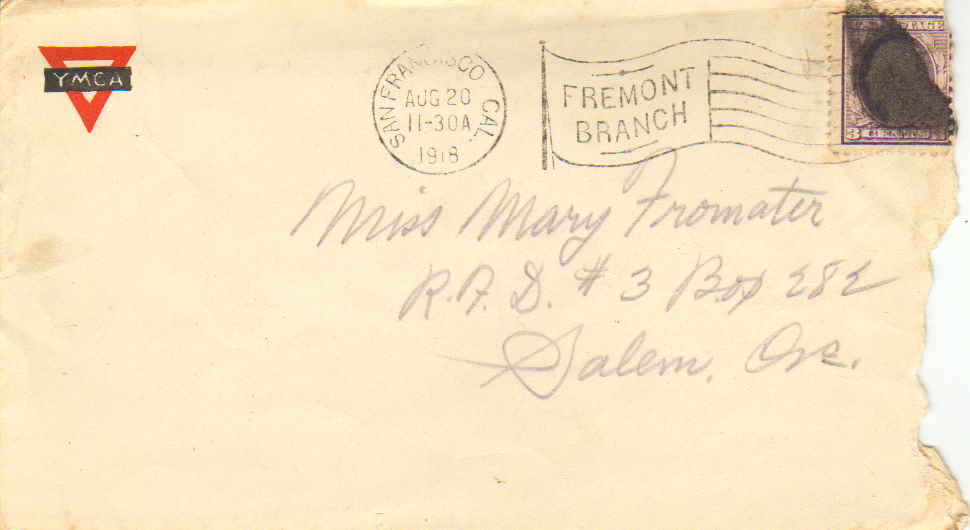 YMCA
SAN FRANCISCO CAL.
AUG 20
11-30A
1918
FREMONT
BRANCH
3
Miss Mary Fromater
R.F.D. #3 Box 282
Salem, Ore.